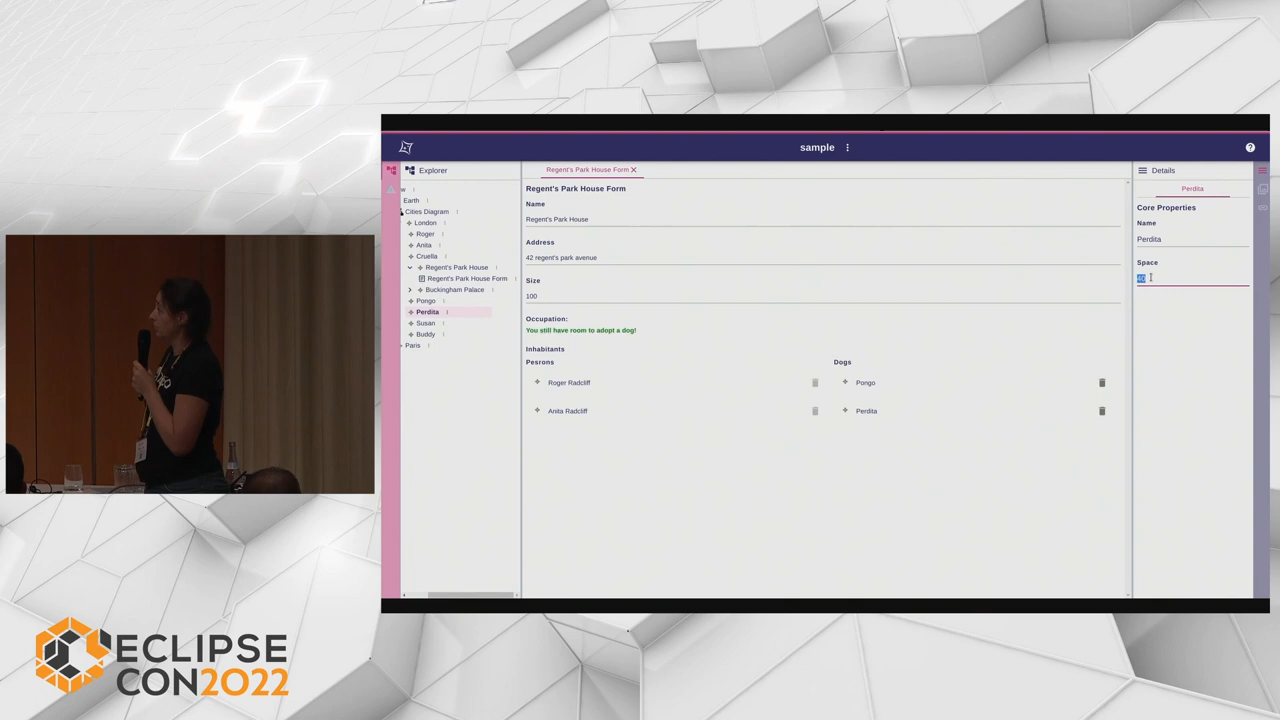 sample
Explorer
Regent's Park House Form
Details
w
Earth
Cities Diagram
London
Roger
Anita
Cruella
Regent's Park House
Regent's Park House Form
Buckingham Palace
Pongo
Perdita
Susan
Buddy
Paris
Regent's Park House Form
Name
Regent's Park House
Address
42 regent's park avenue
Size
100
Occupation:
You still have room to adopt a dog!
Inhabitants
Pesrons
Dogs
Roger Radcliff
Pongo
Anita Radcliff
Perdita
Perdita
Core Properties
Name
Perdita
Space
ECLIPSE
CON2022